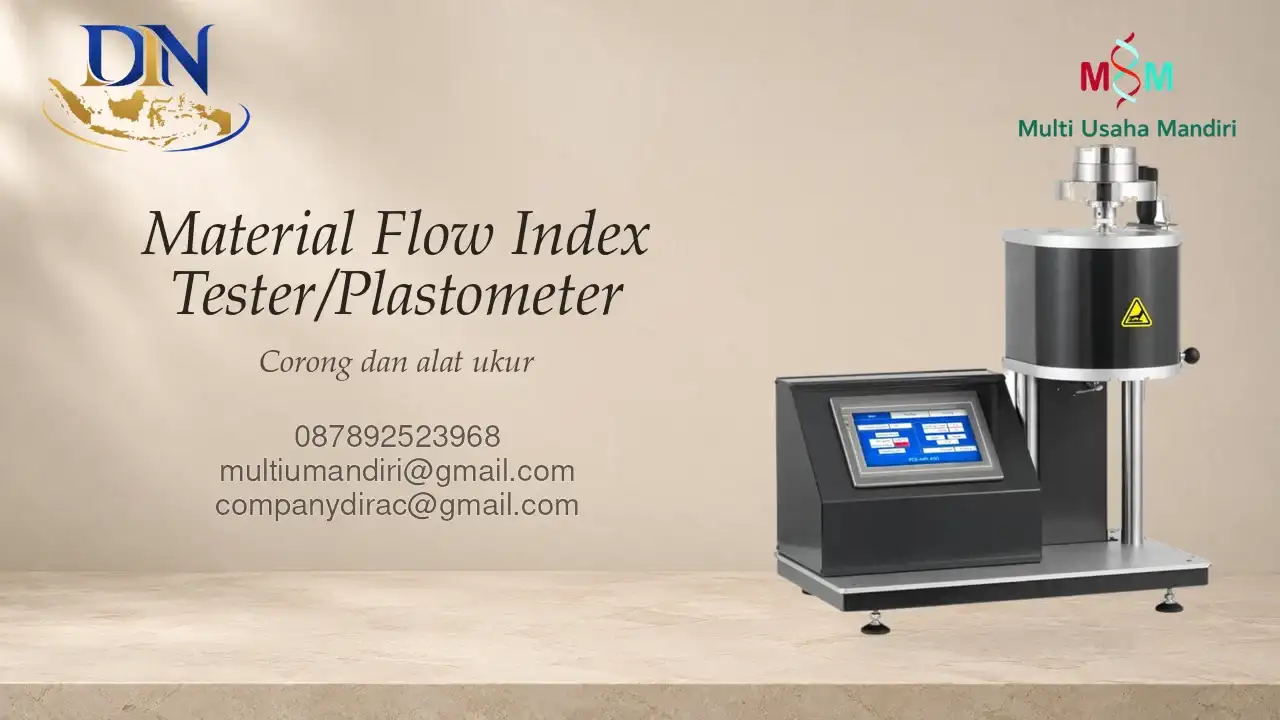 DIN
MSM
Multi Usaha Mandiri
Material Flow Index
Tester/Plastometer
Corong dan alat ukur
087892523968
multiumandiri@gmail.com
companydirac@gmail.com